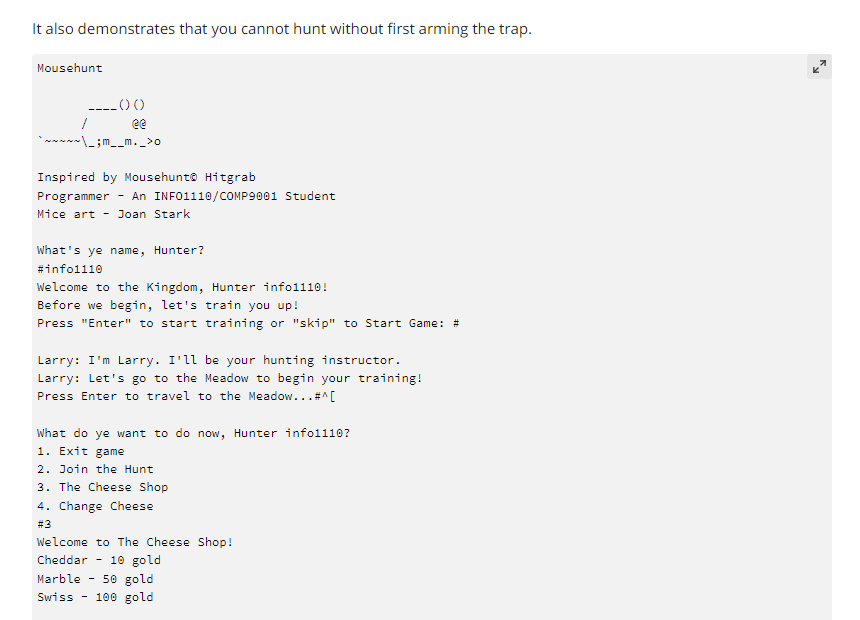 It also demonstrates that you cannot hunt without first arming the trap.
Mousehunt
____()()
/      @@
`~~~~~\_;m__m._>o
Inspired by Mousehunt© Hitgrab
Programmer - An INFO1110/COMP9001 Student
Mice art - Joan Stark
What's ye name, Hunter?
#info1110
Welcome to the Kingdom, Hunter info1110!
Before we begin, let's train you up!
Press "Enter" to start training or "skip" to Start Game: #
Larry: I'm Larry. I'll be your hunting instructor.
Larry: Let's go to the Meadow to begin your training!
Press Enter to travel to the Meadow...#^[
What do ye want to do now, Hunter info1110?
1. Exit game
2. Join the Hunt
3. The Cheese Shop
4. Change Cheese
#3
Welcome to The Cheese Shop!
Cheddar - 10 gold
Marble - 50 gold
Swiss - 100 gold